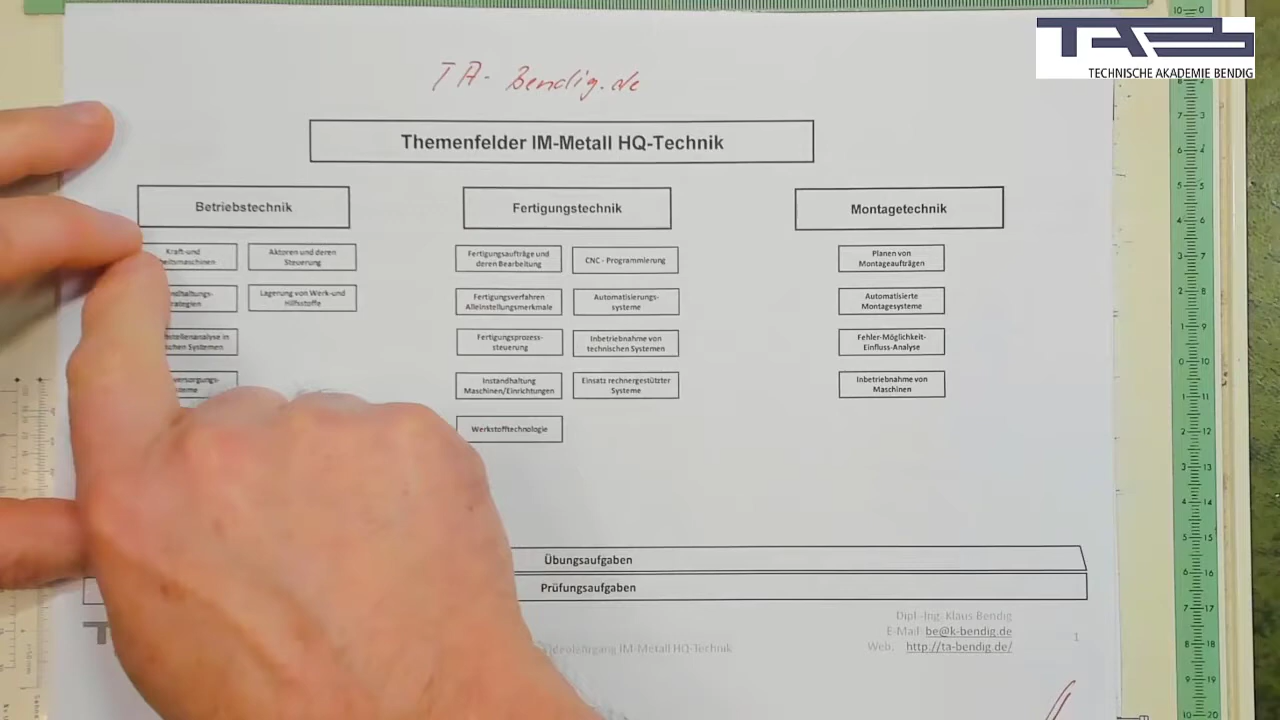 TAB
TECHNISCHE AKADEMIE BENDIG
TA-Bendig.de
Themenfelder IM-Metall HQ-Technik
Betriebstechnik
Kraft-und
Aktoren und deren
Steuerung
Lagerung von Werk-und
Hilfsstoffe
Fertigungstechnik
Fertigungsaufträge und
deren Bearbeitung
CNC - Programmierung
Fertigungsverfahren
Alleinstellungsmerkmale
Automatisierungs-
systeme
Fertigungsprozess-
steuerung
Inbetriebnahme von
technischen Systemen
Instandhaltung
Maschinen/Einrichtungen
Einsatz rechnergestützter
Systeme
Werkstofftechnologie
Montagetechnik
Planen von
Montageaufträgen
Automatisierte
Montagesysteme
Fehler-Möglichkeit-
Einfluss-Analyse
Inbetriebnahme von
Maschinen
Übungsaufgaben
Prüfungsaufgaben
IM-Metall HQ-Technik
Dipl.-Ing. Klaus Bendig
E-Mail: be@k-bendig.de
Web. http://ta-bendig.de/
1